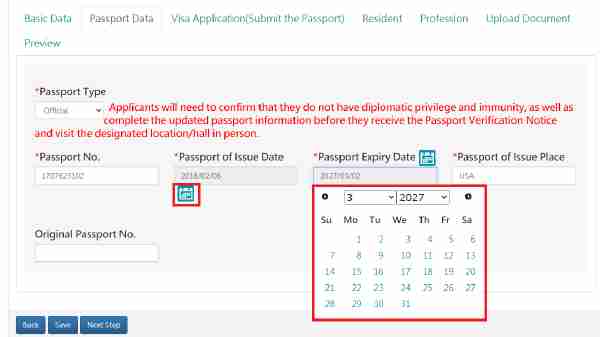 Basic Data Passport Data Visa Application(Submit the Passport) Resident Profession Upload Document
Preview
*Passport Type
Official Applicants will need to confirm that they do not have diplomatic privilege and immunity, as well as
complete the updated passport information before they receive the Passport Verification Notice
and visit the designated location/hall in person.
*Passport No. *Passport of Issue Date *Passport Expiry Date *Passport of Issue Place
2027/03/02 USA
3 2027
Su Mo Tu We Th Fr Sa
1 2 3 4 5 6
7 8 9 10 11 12 13
14 15 16 17 18 19 20
21 22 23 24 25 26 27
28 29 30 31
Original Passport No.
Back Save Next Step